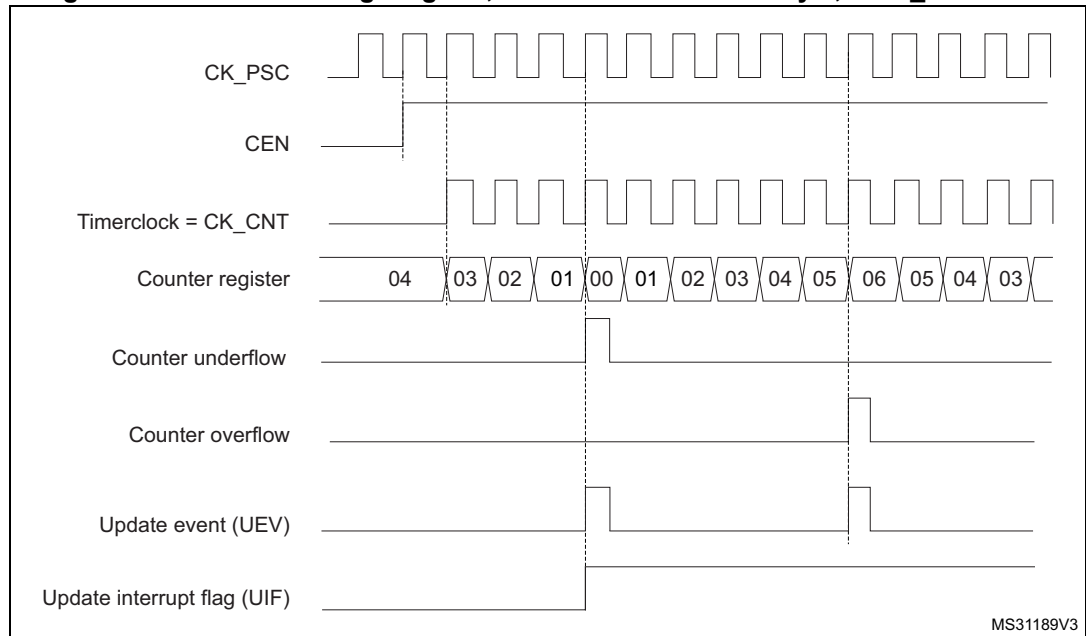 CK_PSC
CEN
Timerclock = CK_CNT
Counter register 04 03 02 01 00 01 02 03 04 05 06 05 04 03
Counter underflow
Counter overflow
Update event (UEV)
Update interrupt flag (UIF)
MS31189V3